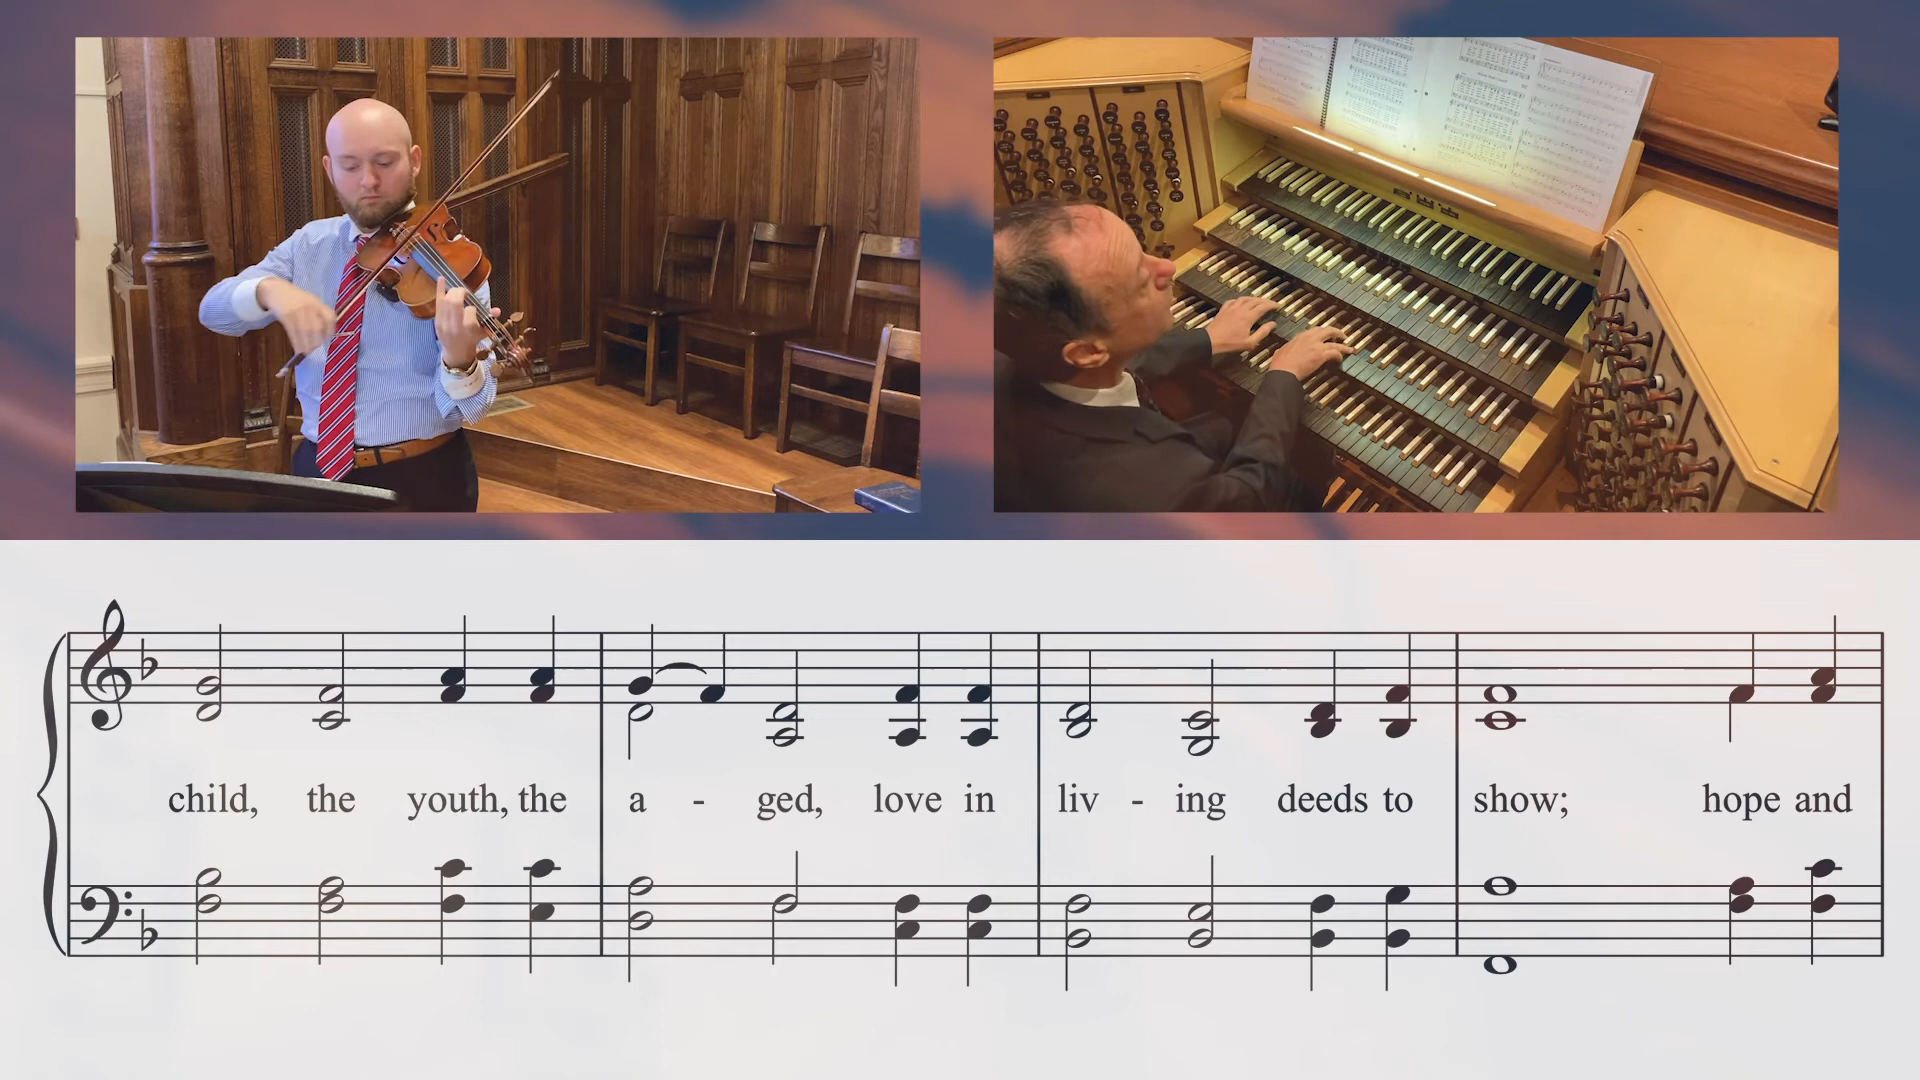 child, the youth, the a - ged, love in liv - ing deeds to show; hope and